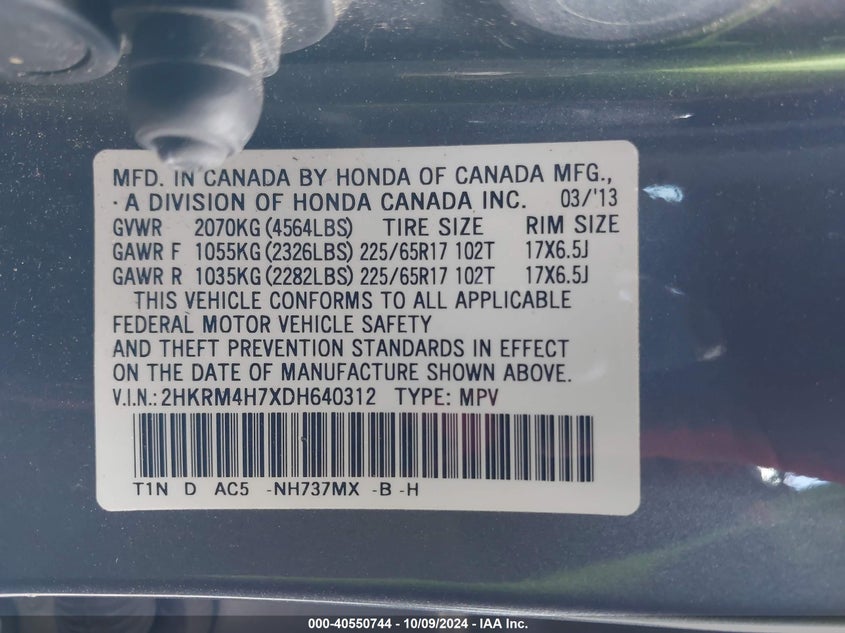 MFD. IN CANADA BY HONDA OF CANADA MFG.,
· A DIVISION OF HONDA CANADA INC. 03/'13
GVWR 2070KG (4564LBS) TIRE SIZE RIM SIZE
GAWR F 1055KG (2326LBS) 225/65R17 102T 17X6.5J
GAWR R 1035KG (2282LBS) 225/65R17 102T 17X6.5J
THIS VEHICLE CONFORMS TO ALL APPLICABLE
FEDERAL MOTOR VEHICLE SAFETY
AND THEFT PREVENTION STANDARDS IN EFFECT
ON THE DATE OF MANUFACTURE SHOWN ABOVE.
V.I.N.: 2HKRM4H7XDH640312 TYPE: MPV
T1N D AC5 -NH737MX -B -H
000-40550744 - 10/09/2024 - IAA Inc.